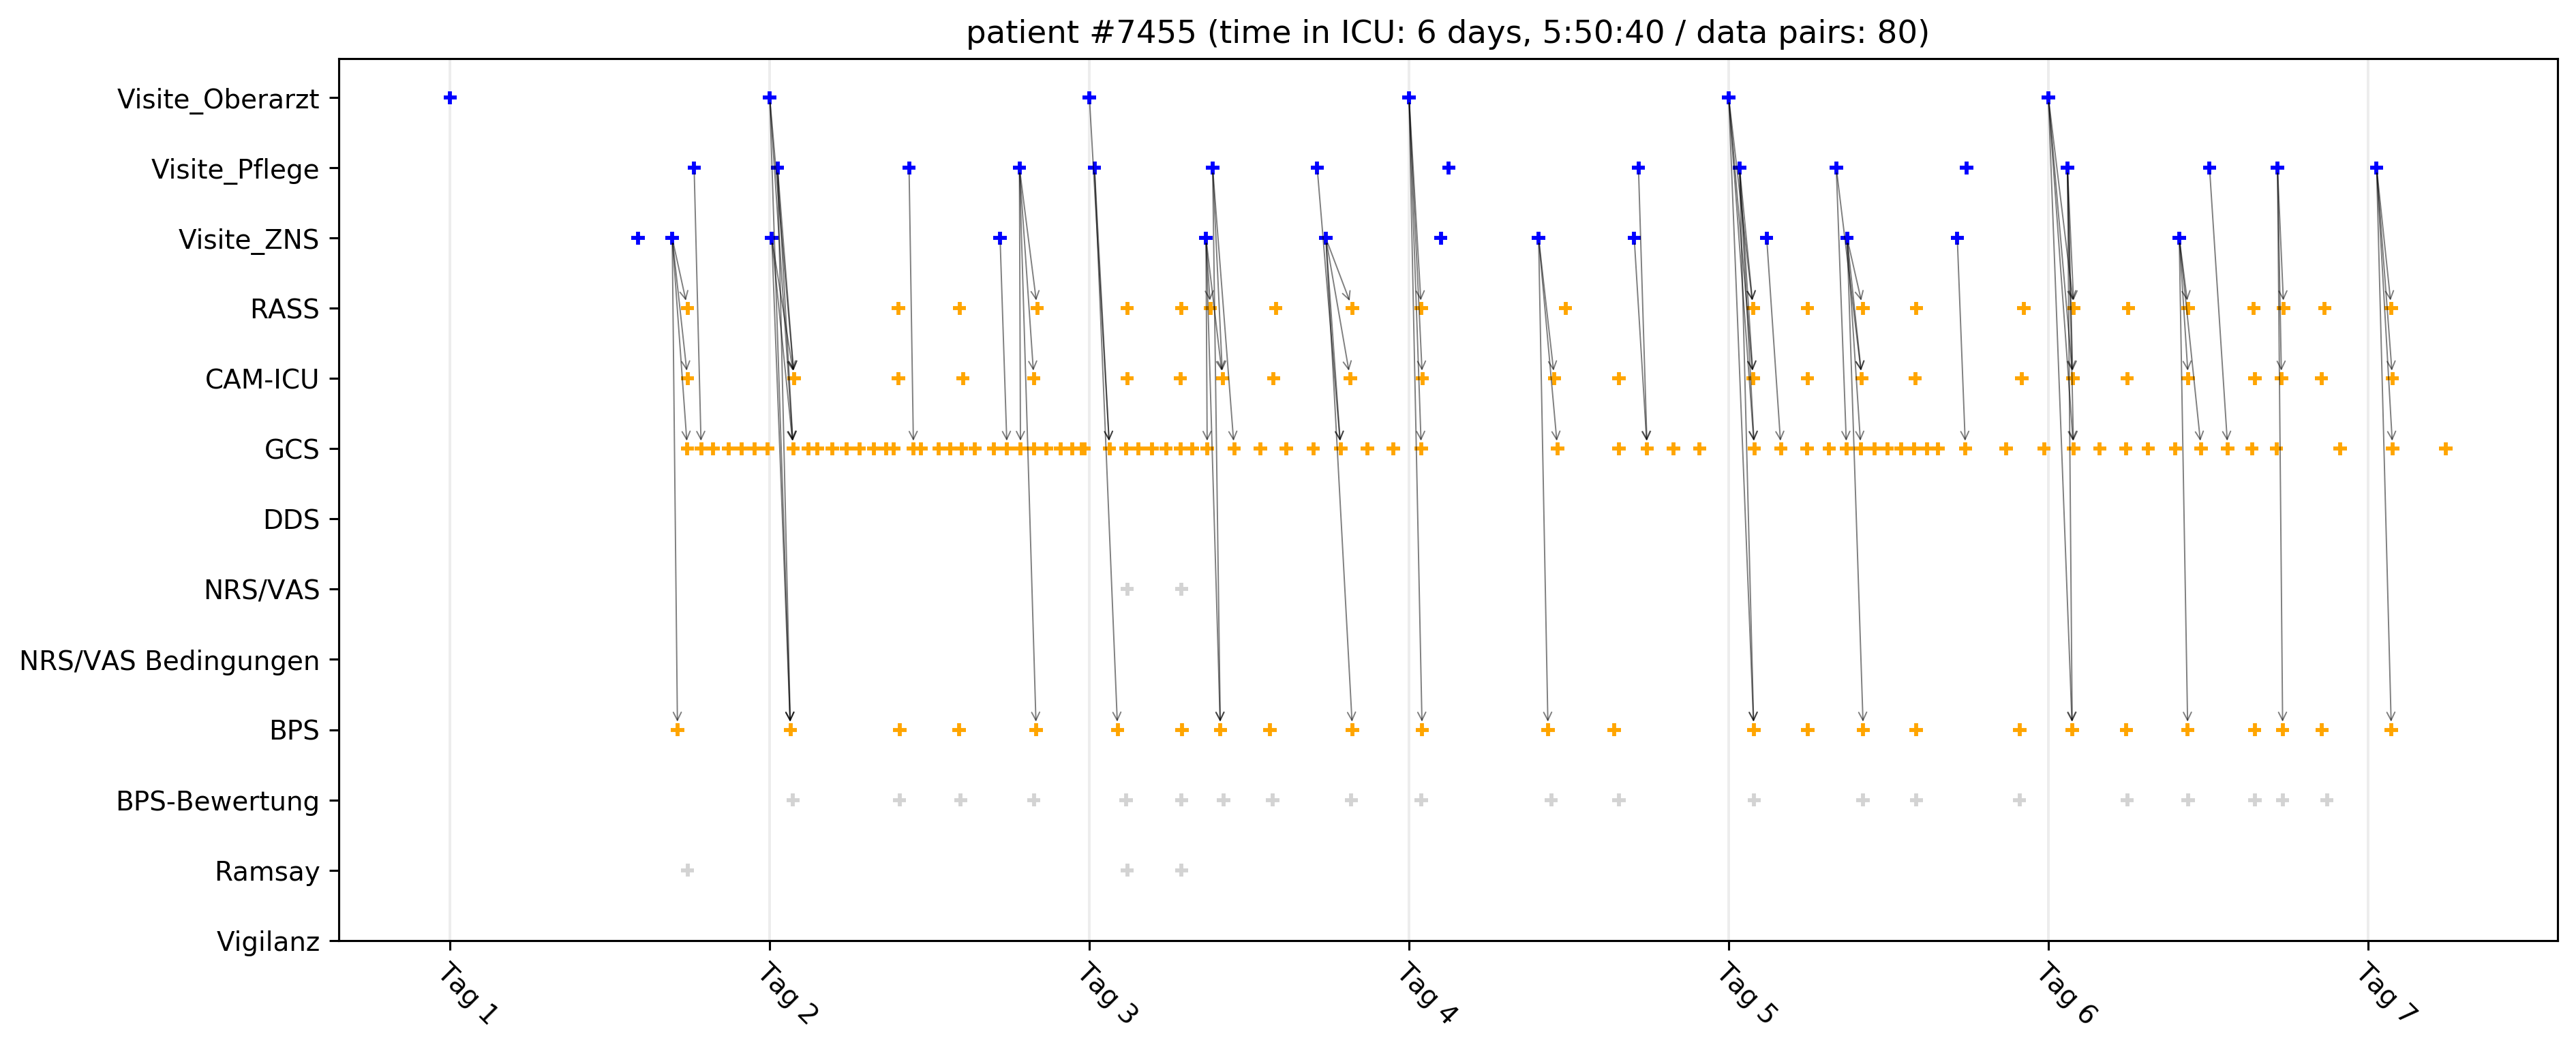 patient #7455 (time in ICU: 6 days, 5:50:40 / data pairs: 80)
Visite_Oberarzt
Visite_Pflege
Visite_ZNS
RASS
CAM-ICU
GCS
DDS
NRS/VAS
NRS/VAS Bedingungen
BPS
BPS-Bewertung
Ramsay
Vigilanz
Tag 1
Tag 2
Tag 3
Tag 4
Tag 5
Tag 6
Tag 7